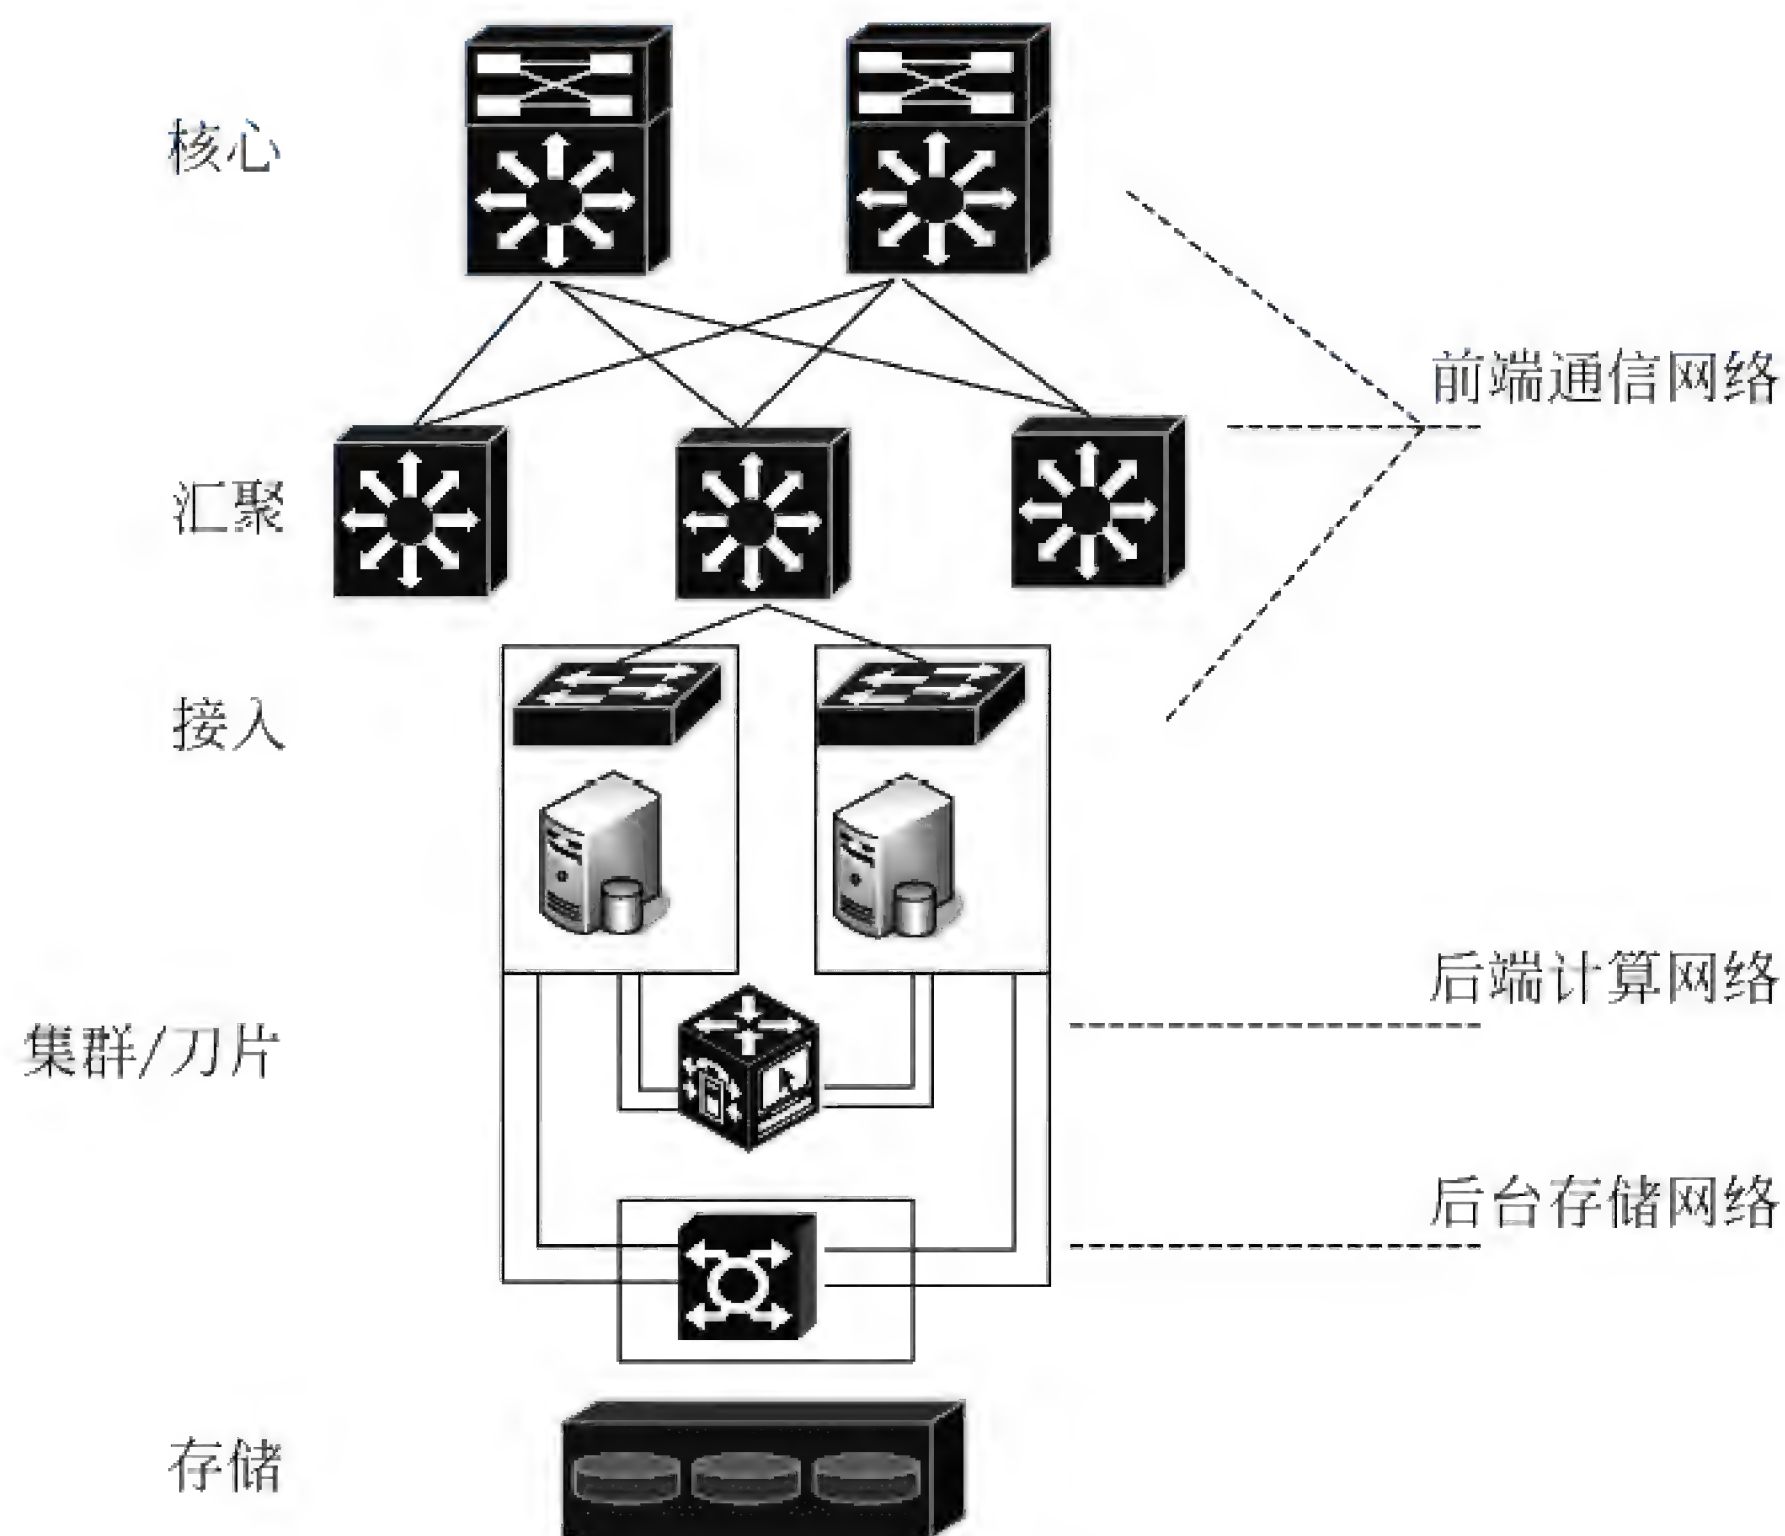 核心
前端通信网络
汇聚
接入
后端计算网络
集群/刀片
后台存储网络
存储